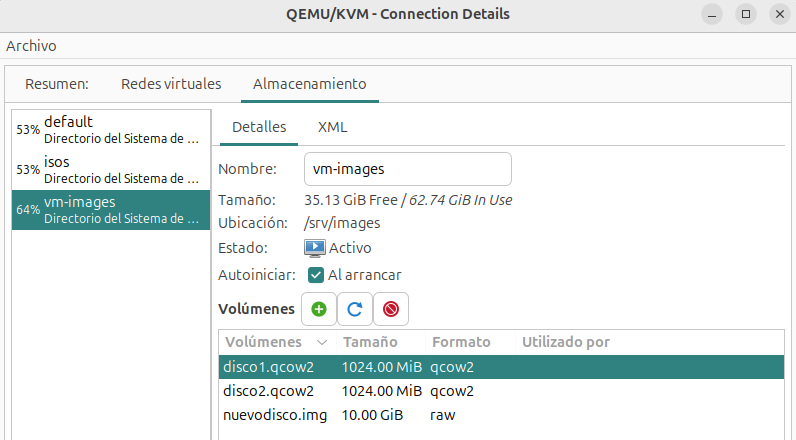 QEMU/KVM - Connection Details
Archivo
Resumen: Redes virtuales Almacenamiento
53% default
Directorio del Sistema de ...
53% isos
Directorio del Sistema de ...
64% vm-images
Directorio del Sistema de ...
Detalles XML
Nombre: vm-images
Tamaño: 35.13 GiB Free / 62.74 GiB In Use
Ubicación: /srv/images
Estado: Activo
Autoiniciar: Al arrancar
Volúmenes
Volúmenes Tamaño Formato Utilizado por
disco1.qcow2 1024.00 MiB qcow2
disco2.qcow2 1024.00 MiB qcow2
nuevodisco.img 10.00 GiB raw